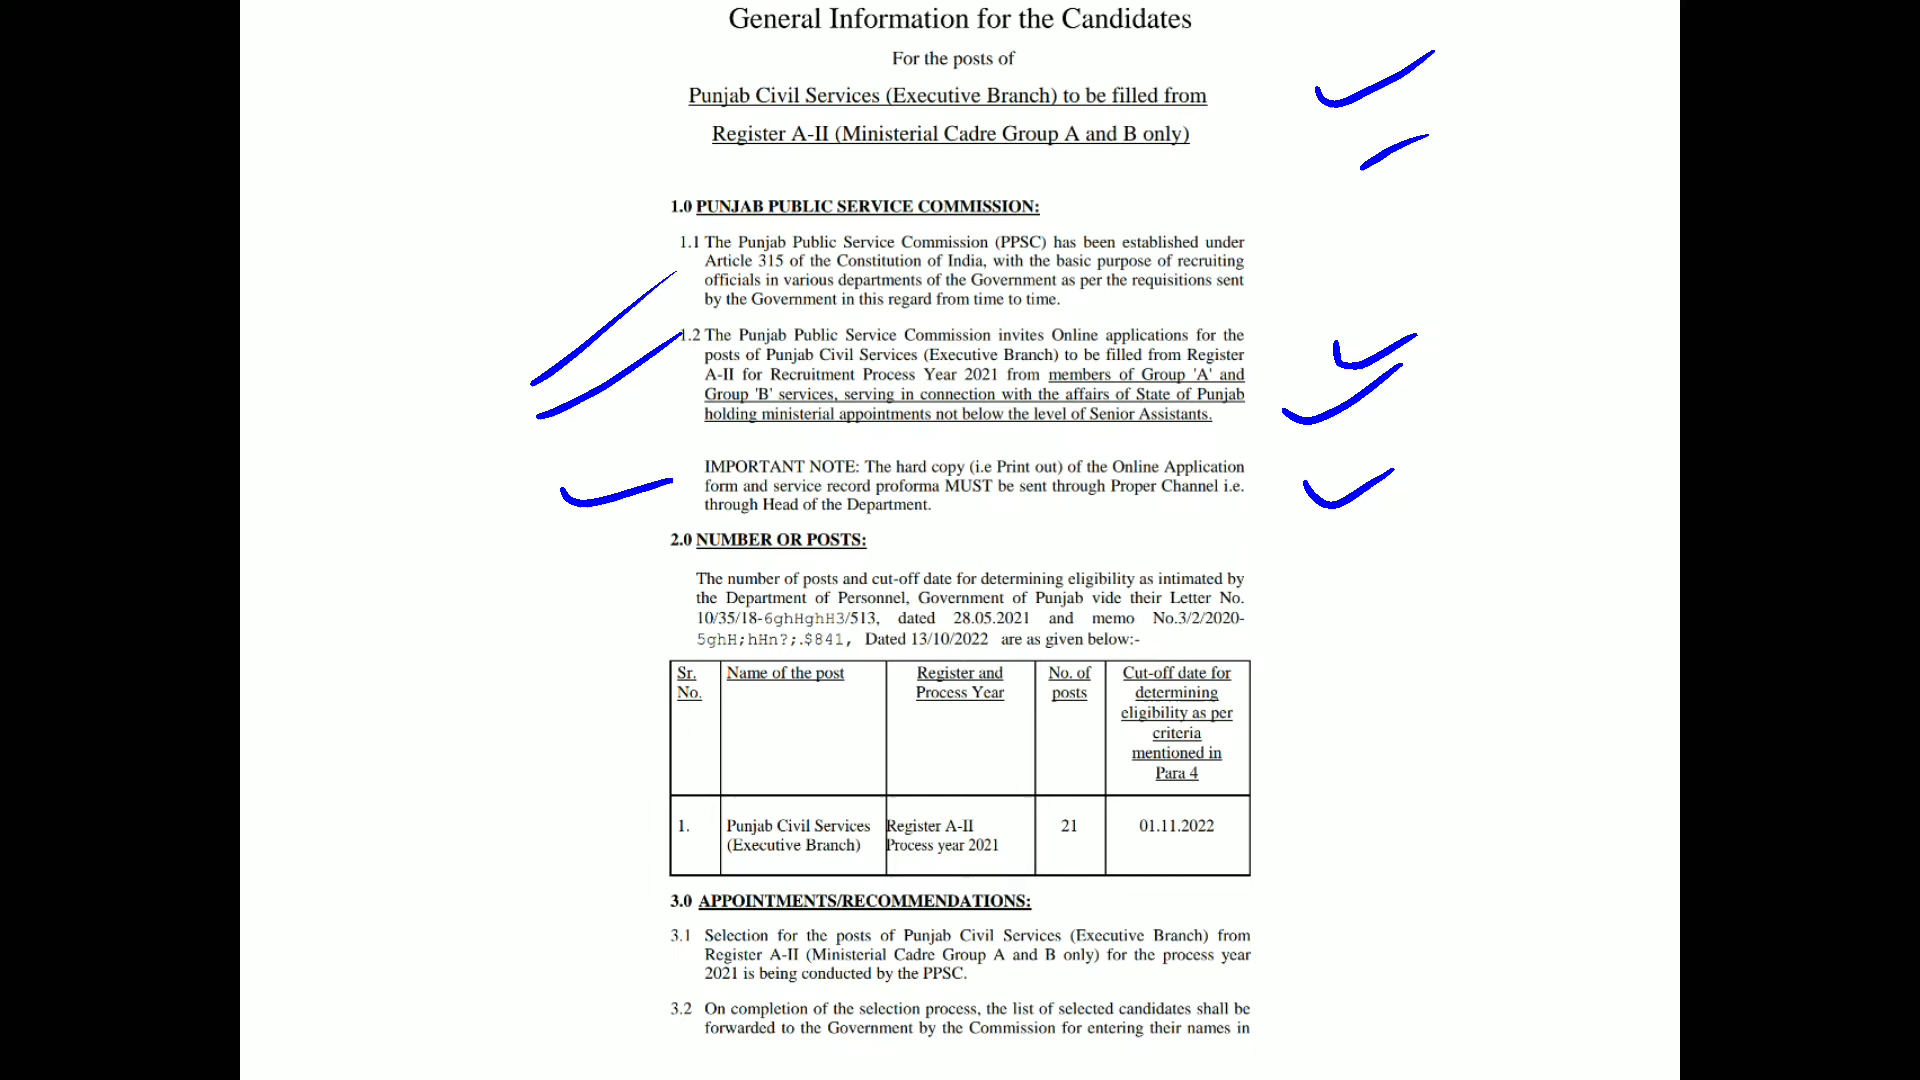 General Information for the Candidates
For the posts of
Punjab Civil Services (Executive Branch) to be filled from
Register A-II (Ministerial Cadre Group A and B only)
1.0 PUNJAB PUBLIC SERVICE COMMISSION:
1.1 The Punjab Public Service Commission (PPSC) has been established under
Article 315 of the Constitution of India, with the basic purpose of recruiting
officials in various departments of the Government as per the requisitions sent
by the Government in this regard from time to time.
1.2 The Punjab Public Service Commission invites Online applications for the
posts of Punjab Civil Services (Executive Branch) to be filled from Register
A-II for Recruitment Process Year 2021 from members of Group 'A' and
Group 'B' services, serving in connection with the affairs of State of Punjab
holding ministerial appointments not below the level of Senior Assistants.
IMPORTANT NOTE: The hard copy (i.e Print out) of the Online Application
form and service record proforma MUST be sent through Proper Channel i.e.
through Head of the Department.
2.0 NUMBER OR POSTS:
The number of posts and cut-off date for determining eligibility as intimated by
the Department of Personnel, Government of Punjab vide their Letter No.
10/35/18-6ghHghH3/513, dated 28.05.2021 and memo No.3/2/2020-
5ghH;hHn?;.$841, Dated 13/10/2022 are as given below:-
Sr. No.
Name of the post
Register and Process Year
No. of posts
Cut-off date for determining eligibility as per criteria mentioned in Para 4
1.
Punjab Civil Services (Executive Branch)
Register A-II Process year 2021
21
01.11.2022
3.0 APPOINTMENTS/RECOMMENDATIONS:
3.1 Selection for the posts of Punjab Civil Services (Executive Branch) from
Register A-II (Ministerial Cadre Group A and B only) for the process year
2021 is being conducted by the PPSC.
3.2 On completion of the selection process, the list of selected candidates shall be
forwarded to the Government by the Commission for entering their names in